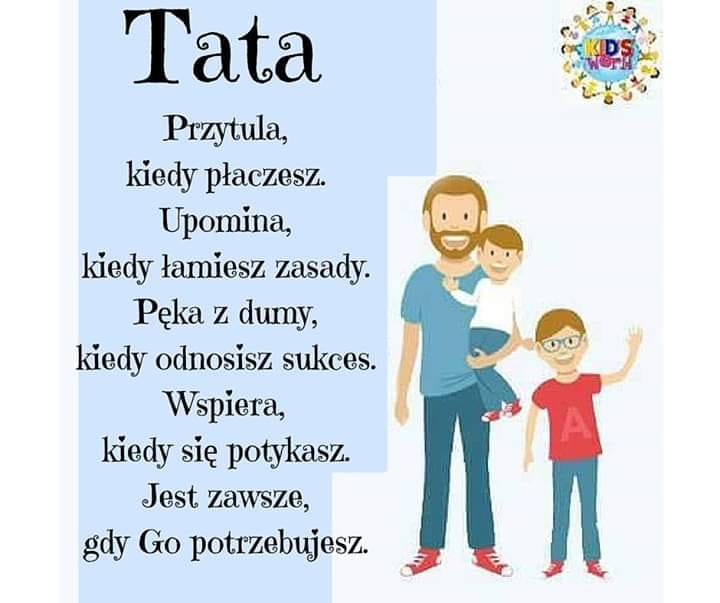 Tata
KID'S
World
Przytula,
kiedy płaczesz.
Upomina,
kiedy łamiesz zasady.
Pęka z dumy,
kiedy odnosisz sukces.
Wspiera,
kiedy się potykasz.
Jest zawsze,
gdy Go potrzebujesz.
A